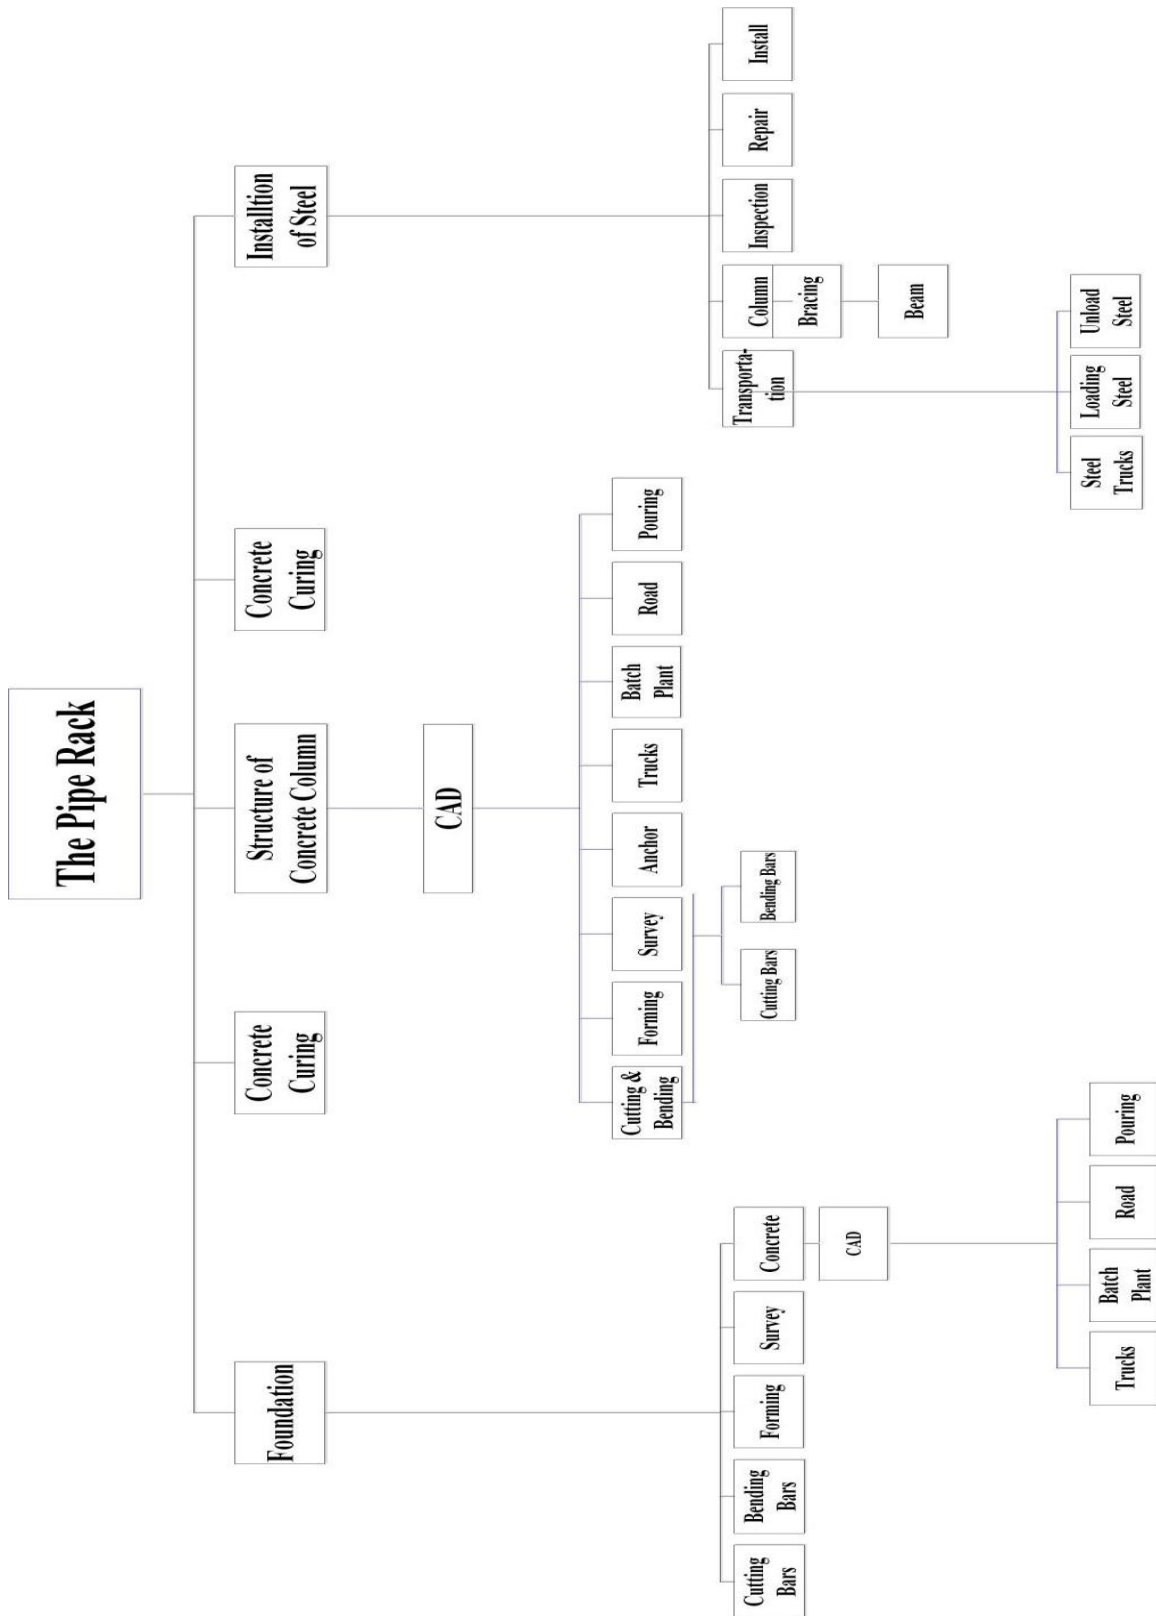 The Pipe Rack
Foundation
Concrete
Curing
Structure of
Concrete Column
Concrete
Curing
Installtion
of Steel
CAD
Cutting &
Bending
Forming
Survey
Anchor
Trucks
Batch
Plant
Road
Pouring
Cutting Bars
Bending Bars
Cutting
Bars
Bending
Bars
Forming
Survey
Concrete
CAD
Trucks
Batch
Plant
Road
Pouring
Transporta-
tion
Column
Bracing
Beam
Inspection
Repair
Install
Steel
Trucks
Loading
Steel
Unload
Steel